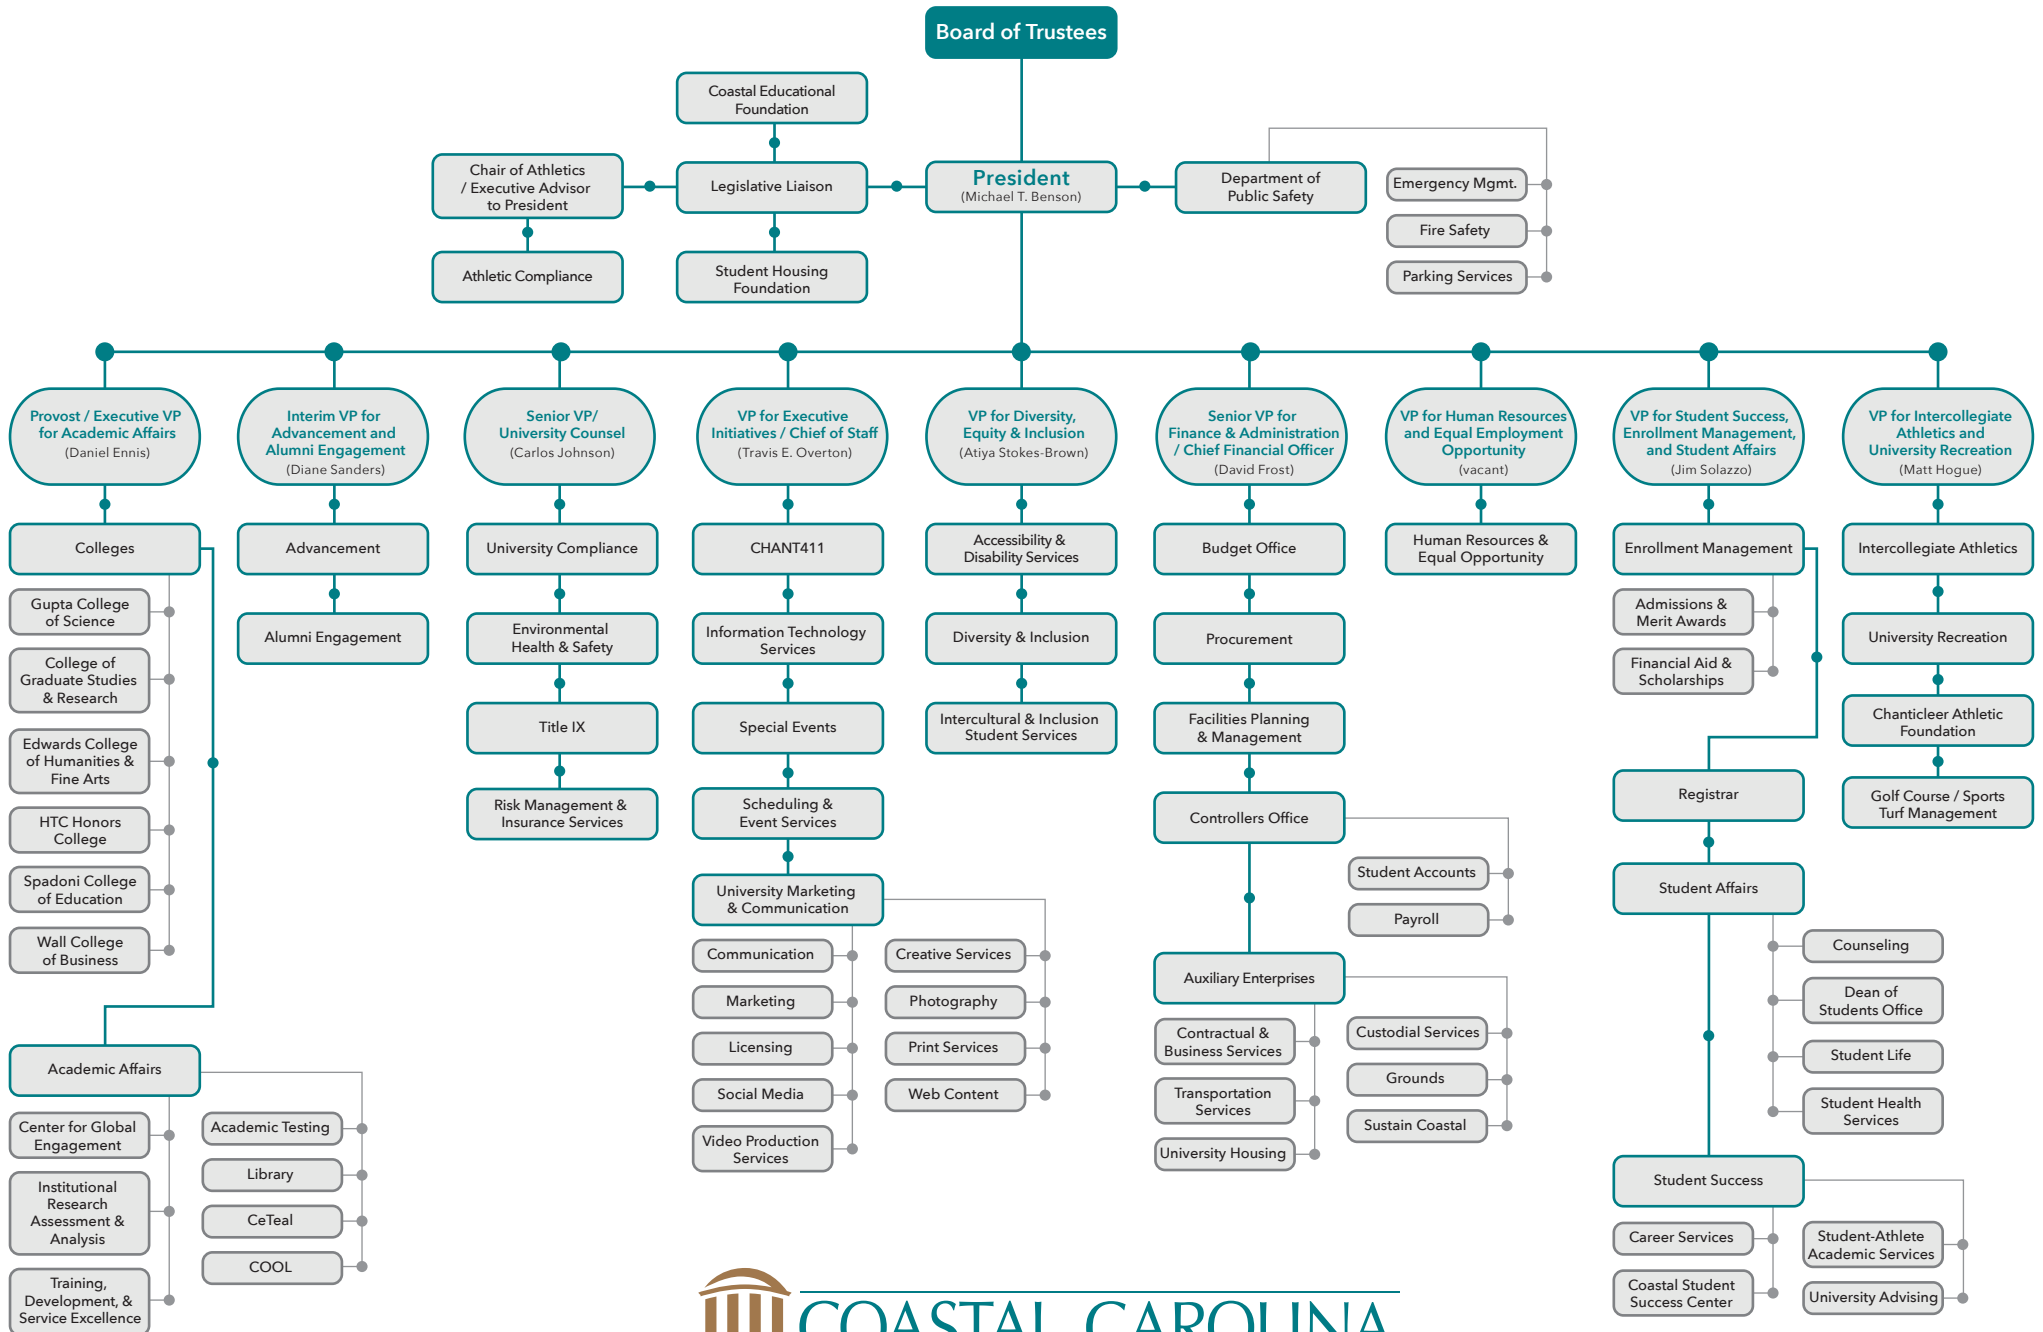 Board of Trustees
Coastal Educational
Foundation
Chair of Athletics
/ Executive Advisor
to President
Legislative Liaison
President
(Michael T. Benson)
Department of
Public Safety
Emergency Mgmt.
Fire Safety
Parking Services
Athletic Compliance
Student Housing
Foundation
Provost / Executive VP
for Academic Affairs
(Daniel Ennis)
Interim VP for
Advancement and
Alumni Engagement
(Diane Sanders)
Senior VP/
University Counsel
(Carlos Johnson)
VP for Executive
Initiatives / Chief of Staff
(Travis E. Overton)
VP for Diversity,
Equity & Inclusion
(Atiya Stokes-Brown)
Senior VP for
Finance & Administration
/ Chief Financial Officer
(David Frost)
VP for Human Resources
and Equal Employment
Opportunity
(vacant)
VP for Student Success,
Enrollment Management,
and Student Affairs
(Jim Solazzo)
VP for Intercollegiate
Athletics and
University Recreation
(Matt Hogue)
Colleges
Gupta College
of Science
College of
Graduate Studies
& Research
Edwards College
of Humanities &
Fine Arts
HTC Honors
College
Spadoni College
of Education
Wall College
of Business
Academic Affairs
Center for Global
Engagement
Institutional
Research
Assessment &
Analysis
Training,
Development, &
Service Excellence
Academic Testing
Library
CeTeal
COOL
Advancement
Alumni Engagement
University Compliance
Environmental
Health & Safety
Title IX
Risk Management &
Insurance Services
CHANT411
Information Technology
Services
Special Events
Scheduling &
Event Services
University Marketing
& Communication
Communication
Marketing
Licensing
Social Media
Video Production
Services
Creative Services
Photography
Print Services
Web Content
Accessibility &
Disability Services
Diversity & Inclusion
Intercultural & Inclusion
Student Services
Budget Office
Procurement
Facilities Planning
& Management
Controllers Office
Student Accounts
Payroll
Auxiliary Enterprises
Contractual &
Business Services
Transportation
Services
University Housing
Custodial Services
Grounds
Sustain Coastal
Human Resources &
Equal Opportunity
Enrollment Management
Admissions &
Merit Awards
Financial Aid &
Scholarships
Registrar
Student Affairs
Counseling
Dean of
Students Office
Student Life
Student Health
Services
Student Success
Career Services
Coastal Student
Success Center
Student-Athlete
Academic Services
University Advising
Intercollegiate Athletics
University Recreation
Chanticleer Athletic
Foundation
Golf Course / Sports
Turf Management
COASTAL CAROLINA